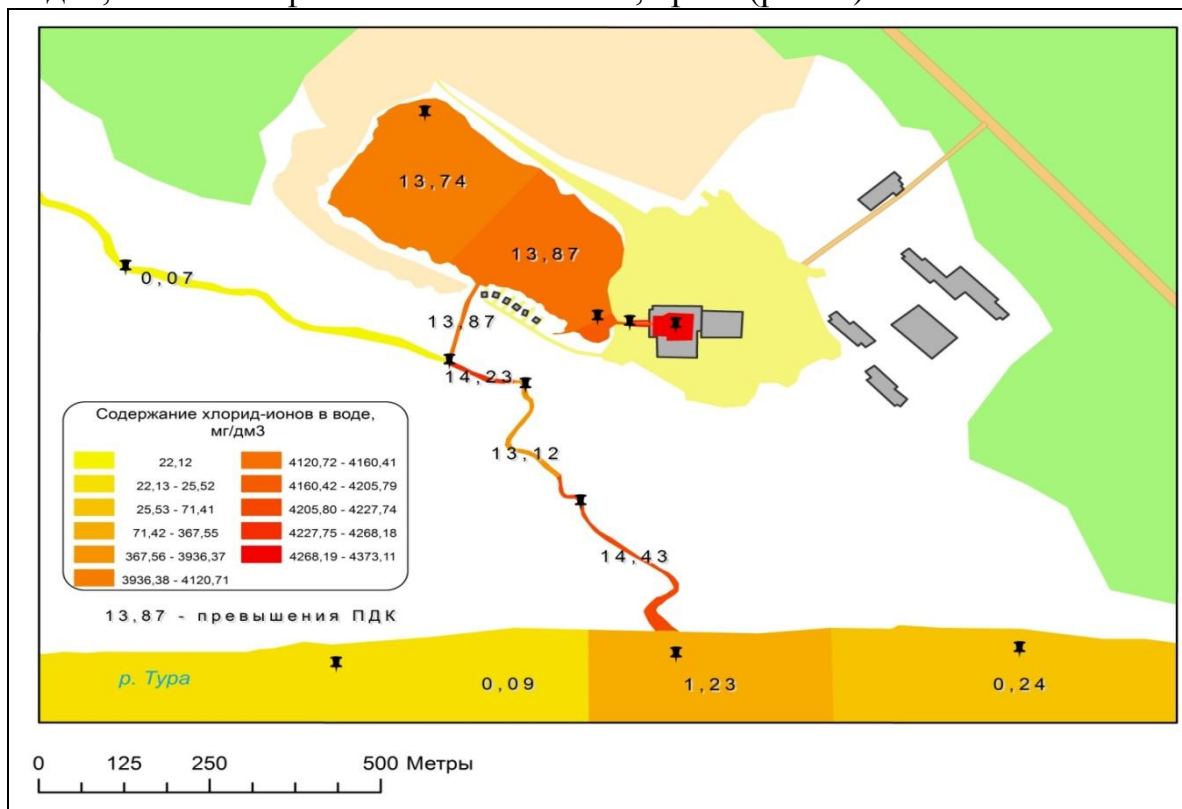 13,74
13,87
0,07
13,87
14,23
Содержание хлорид-ионов в воде,
мг/дм3
22,12
22,13 - 25,52
25,53 - 71,41
71,42 - 367,55
367,56 - 3936,37
3936,38 - 4120,71
4120,72 - 4160,41
4160,42 - 4205,79
4205,80 - 4227,74
4227,75 - 4268,18
4268,19 - 4373,11
13,12
14,43
13,87 - превышения ПДК
р. Тура
0,09
1,23
0,24
0 125 250 500 Метры